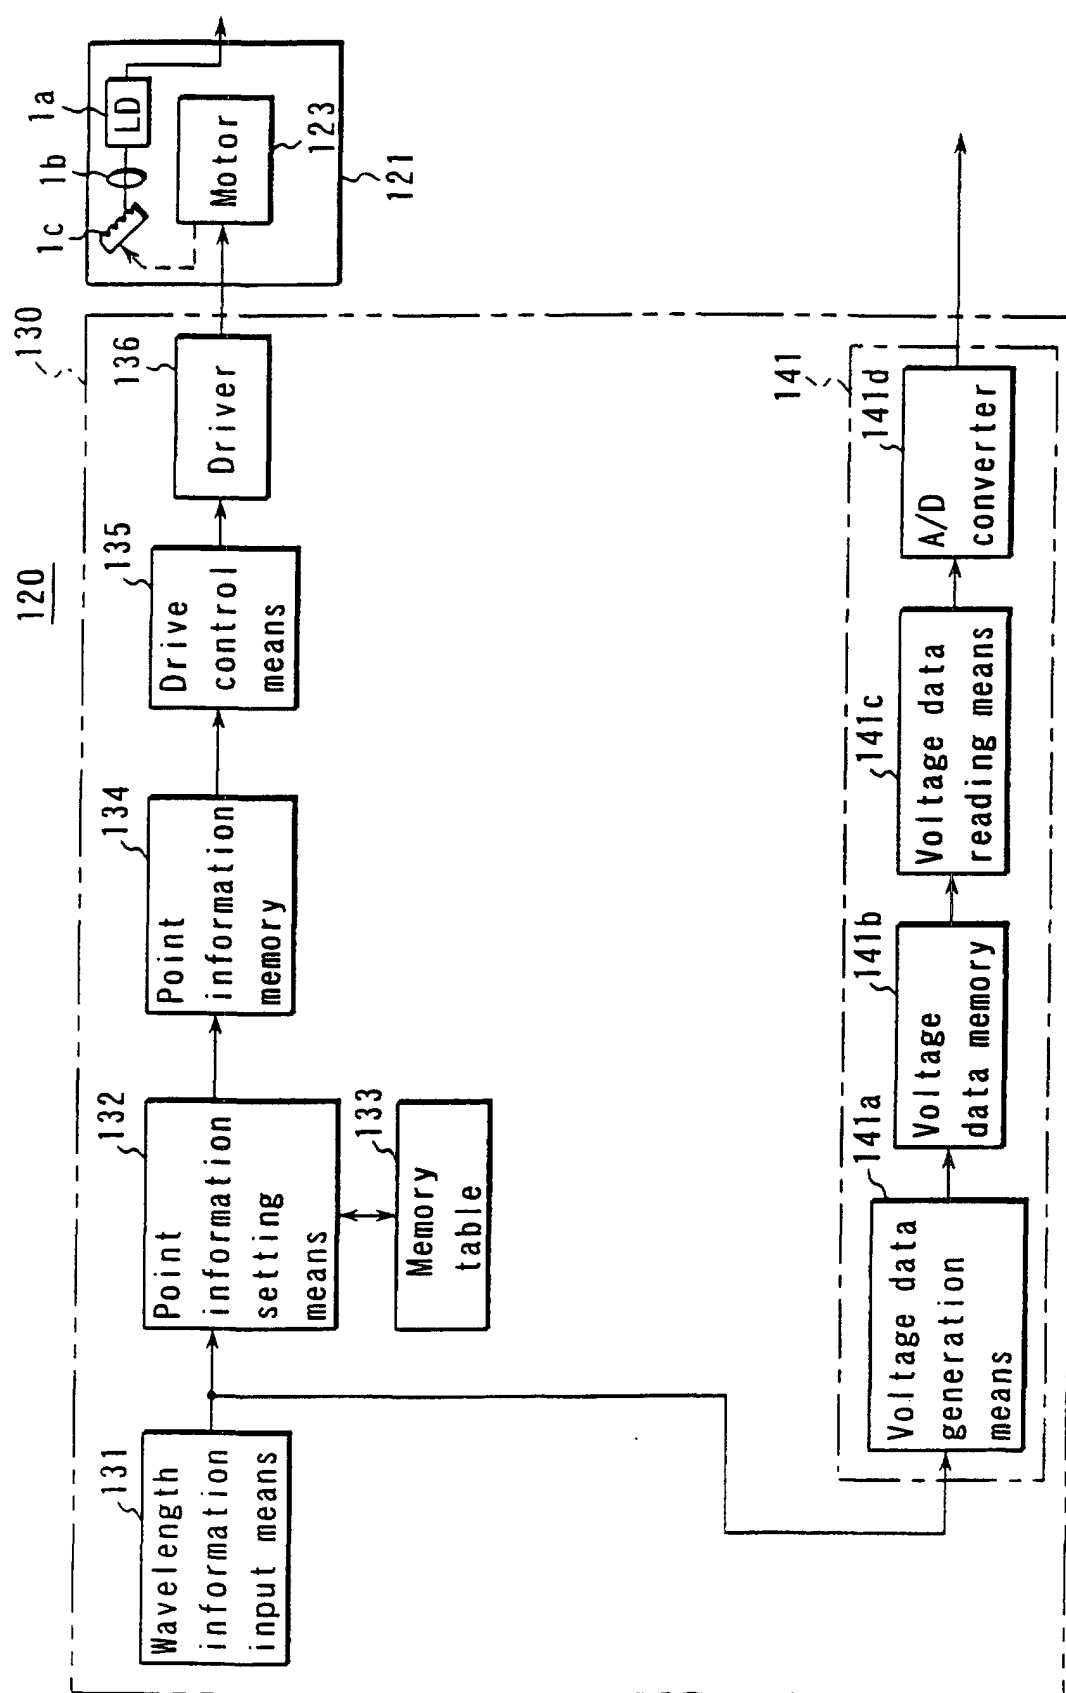 120
130
131
Wavelength
information
input means
132
Point
information
setting
means
133
Memory
table
134
Point
information
memory
135
Drive
control
means
136
Driver
1c
1b
1a
LD
Motor
123
121
141
141a
Voltage data
generation
means
141b
Voltage
data memory
141c
Voltage data
reading means
141d
A/D
converter